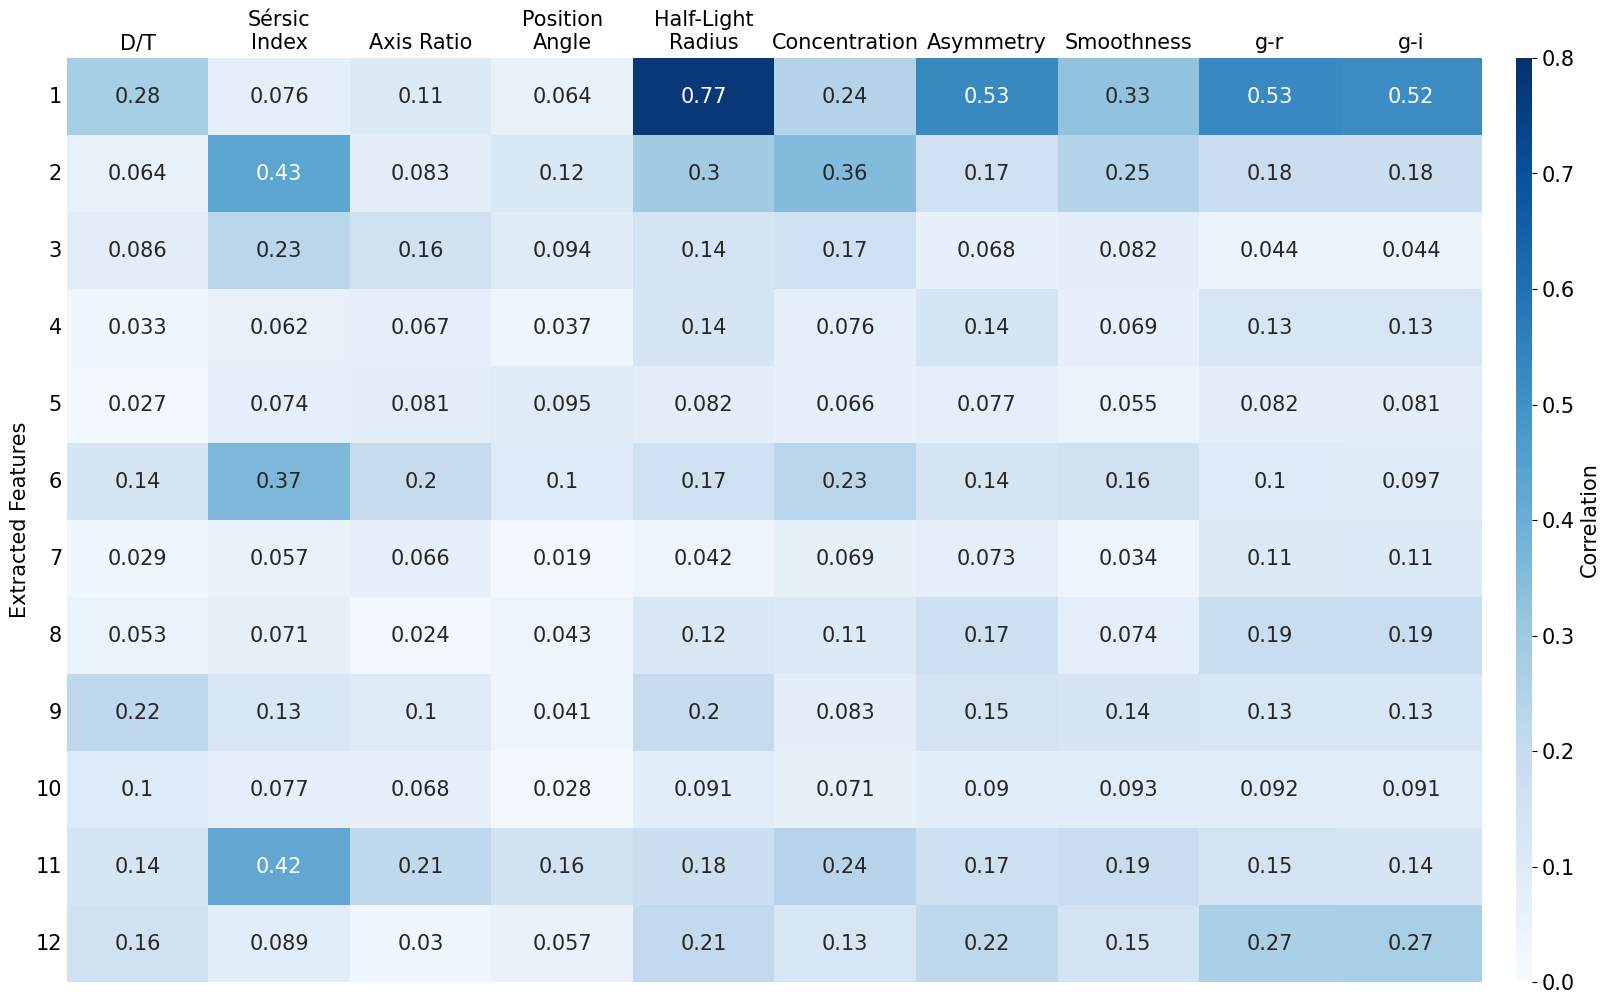 D/T Sérsic Index Axis Ratio Position Angle Half-Light Radius Concentration Asymmetry Smoothness g-r g-i
1 0.28 0.076 0.11 0.064 0.77 0.24 0.53 0.33 0.53 0.52
2 0.064 0.43 0.083 0.12 0.3 0.36 0.17 0.25 0.18 0.18
3 0.086 0.23 0.16 0.094 0.14 0.17 0.068 0.082 0.044 0.044
4 0.033 0.062 0.067 0.037 0.14 0.076 0.14 0.069 0.13 0.13
5 0.027 0.074 0.081 0.095 0.082 0.066 0.077 0.055 0.082 0.081
6 0.14 0.37 0.2 0.1 0.17 0.23 0.14 0.16 0.1 0.097
7 0.029 0.057 0.066 0.019 0.042 0.069 0.073 0.034 0.11 0.11
8 0.053 0.071 0.024 0.043 0.12 0.11 0.17 0.074 0.19 0.19
9 0.22 0.13 0.1 0.041 0.2 0.083 0.15 0.14 0.13 0.13
10 0.1 0.077 0.068 0.028 0.091 0.071 0.09 0.093 0.092 0.091
11 0.14 0.42 0.21 0.16 0.18 0.24 0.17 0.19 0.15 0.14
12 0.16 0.089 0.03 0.057 0.21 0.13 0.22 0.15 0.27 0.27
Extracted Features
0.8
0.7
0.6
0.5
0.4
0.3
0.2
0.1
0.0
Correlation